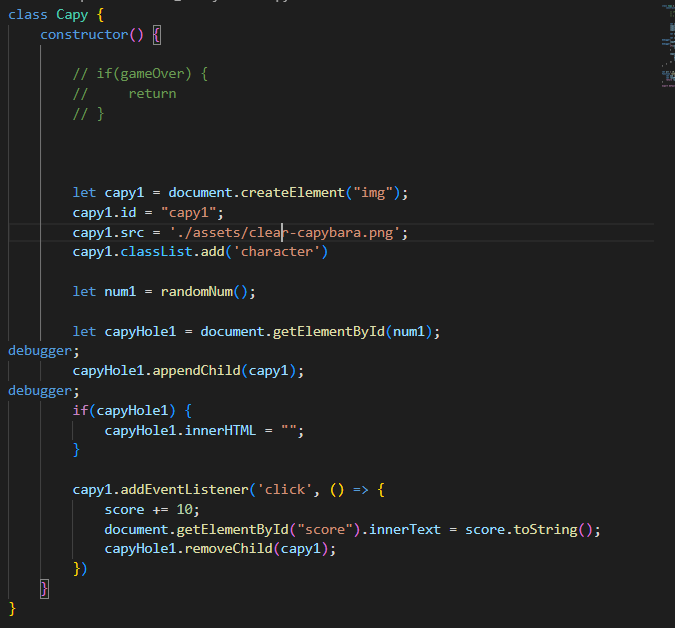 class Capy {
    constructor() {
        // if(gameOver) {
        //     return
        // }
        let capy1 = document.createElement("img");
        capy1.id = "capy1";
        capy1.src = './assets/clear-capybara.png';
        capy1.classList.add('character')
        let num1 = randomNum();
        let capyHole1 = document.getElementById(num1);
debugger;
        capyHole1.appendChild(capy1);
debugger;
        if(capyHole1) {
            capyHole1.innerHTML = "";
        }
        capy1.addEventListener('click', () => {
            score += 10;
            document.getElementById("score").innerText = score.toString();
            capyHole1.removeChild(capy1);
        })
    }
}